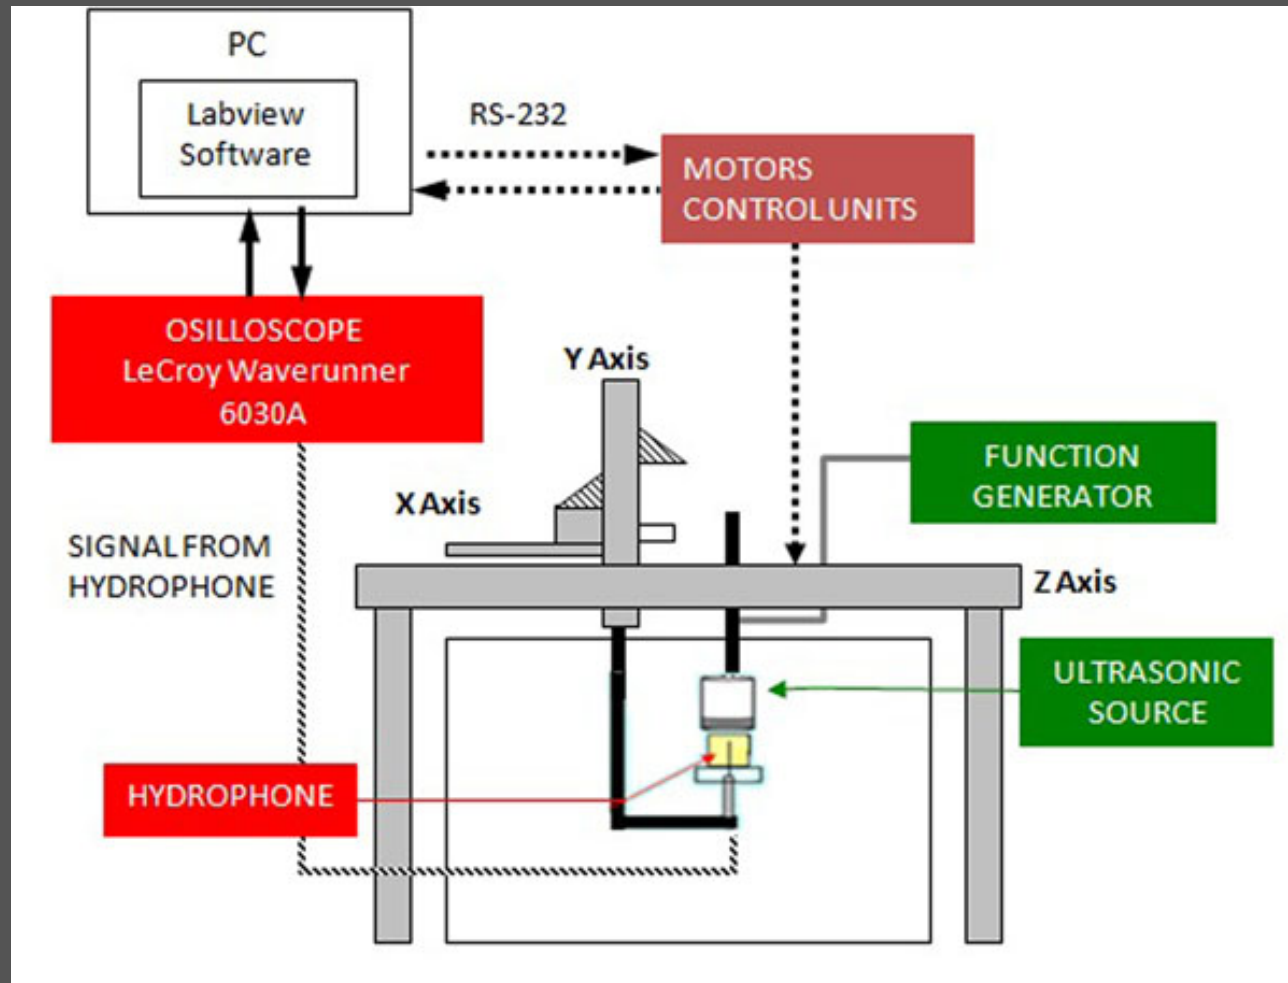 PC
Labview
Software
RS-232
MOTORS
CONTROL UNITS
OSILLOSCOPE
LeCroy Waverunner
6030A
Y Axis
FUNCTION
GENERATOR
X Axis
SIGNAL FROM
HYDROPHONE
Z Axis
ULTRASONIC
SOURCE
HYDROPHONE